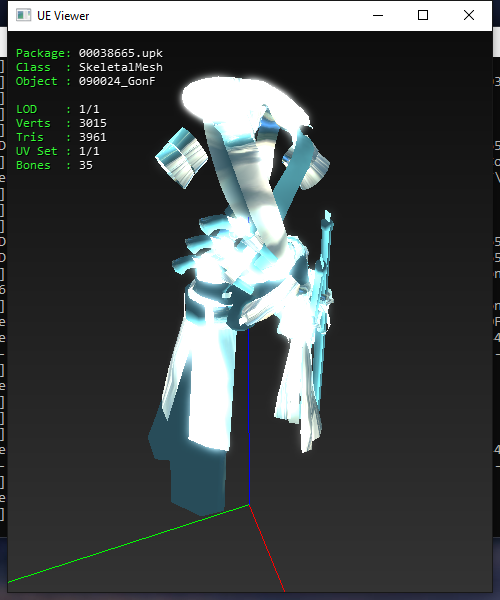 UE Viewer
Package: 00038665.upk
Class : SkeletalMesh
Object : 090024_GonF
LOD : 1/1
Verts : 3015
Tris : 3961
UV Set : 1/1
Bones : 35